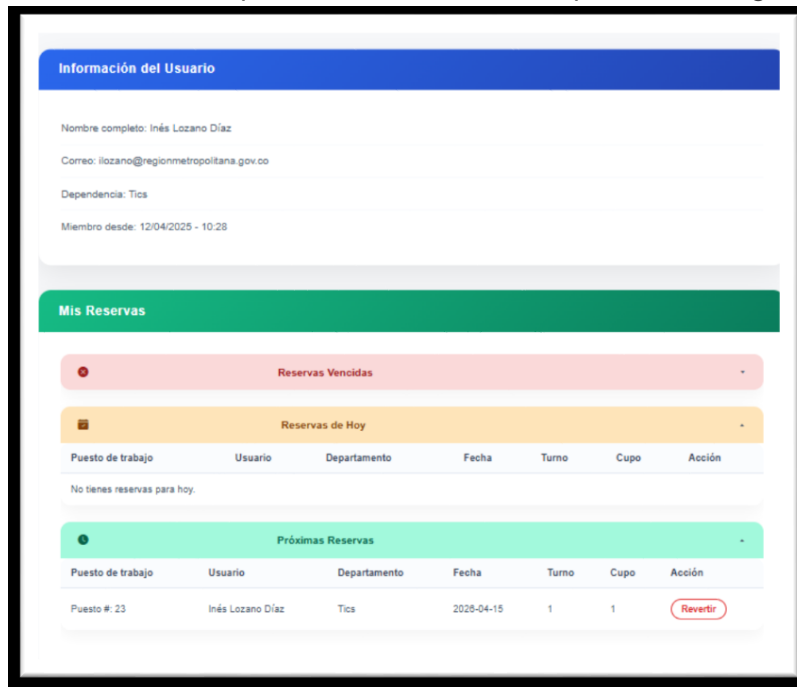 Información del Usuario
Nombre completo: Inés Lozano Díaz
Correo: ilozano@regionmetropolitana.gov.co
Dependencia: Tics
Miembro desde: 12/04/2025 - 10:28
Mis Reservas
Reservas Vencidas
Reservas de Hoy
Puesto de trabajo Usuario Departamento Fecha Turno Cupo Acción
No tienes reservas para hoy.
Próximas Reservas
Puesto de trabajo Usuario Departamento Fecha Turno Cupo Acción
Puesto #: 23 Inés Lozano Díaz Tics 2026-04-15 1 1 Revertir